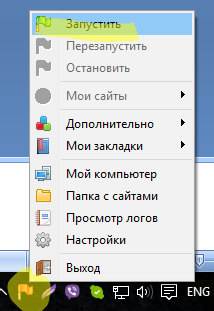 Запустить
Перезапустить
Остановить
Мои сайты
Дополнительно
Мои закладки
Мой компьютер
Папка с сайтами
Просмотр логов
Настройки
Выход
ENG